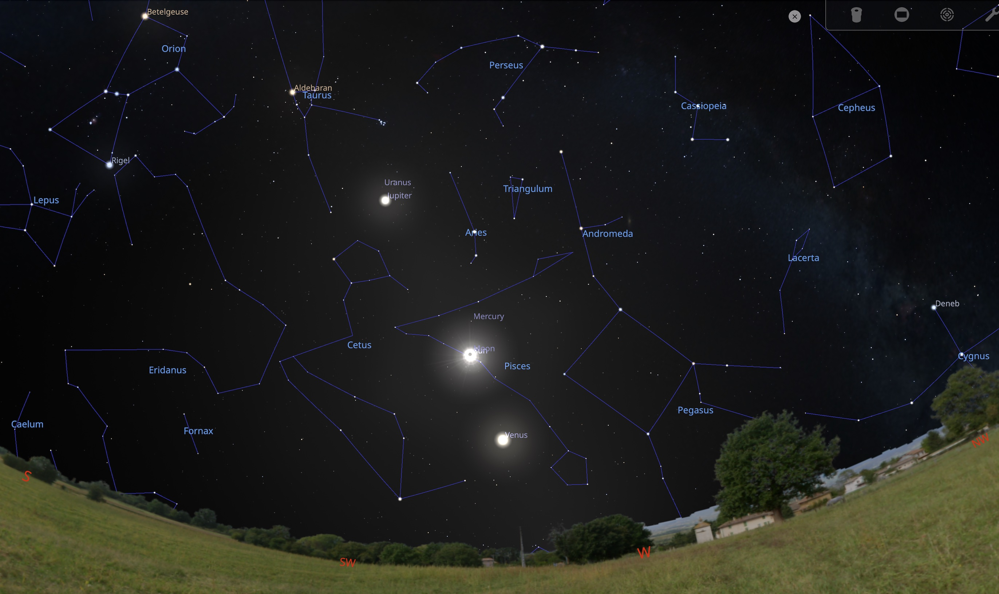 Betelgeuse
Orion
Perseus
Aldebaran
Taurus
Cassiopeia
Cepheus
Rigel
Uranus
Jupiter
Triangulum
Lepus
Aries
Andromeda
Lacerta
Deneb
Mercury
Cetus
Moon
Sun
Cygnus
Pisces
Eridanus
Pegasus
Caelum
Fornax
Venus
NW
S
W
SW